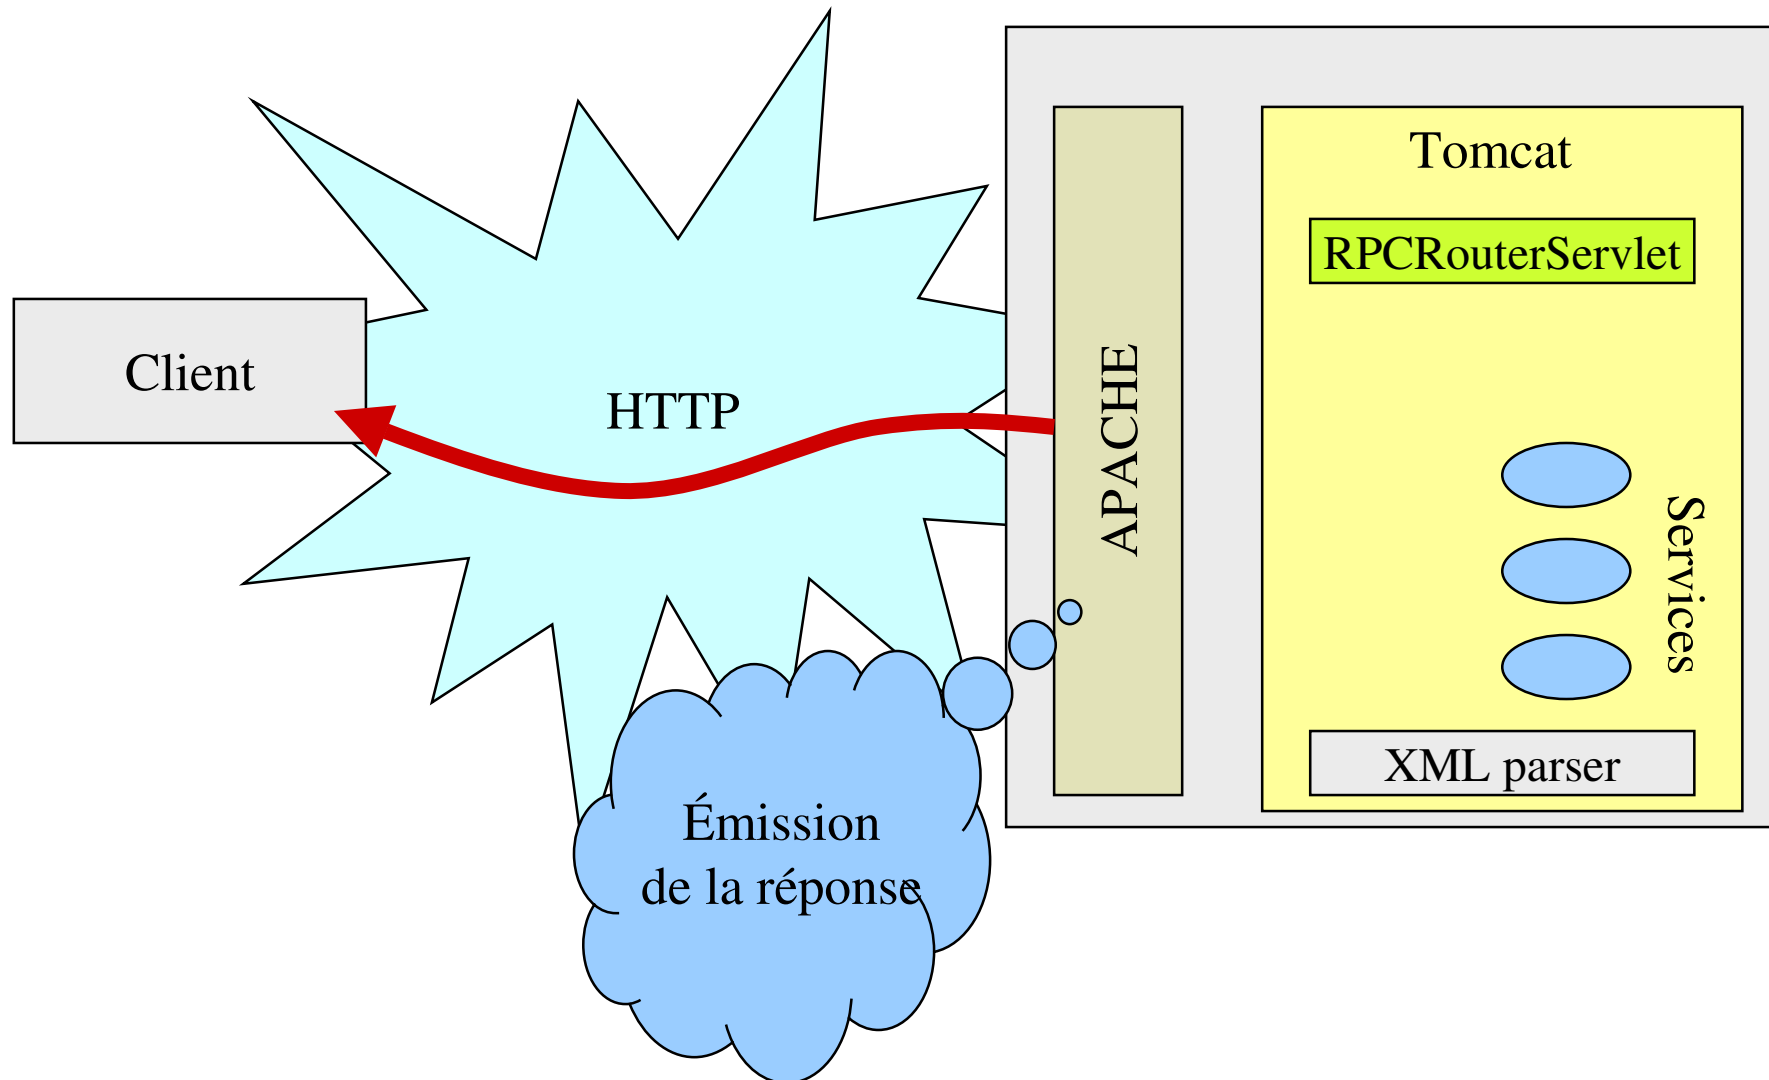 Tomcat
RPCRouterServlet
Client
HTTP
APACHE
Services
XML parser
Émission
de la réponse